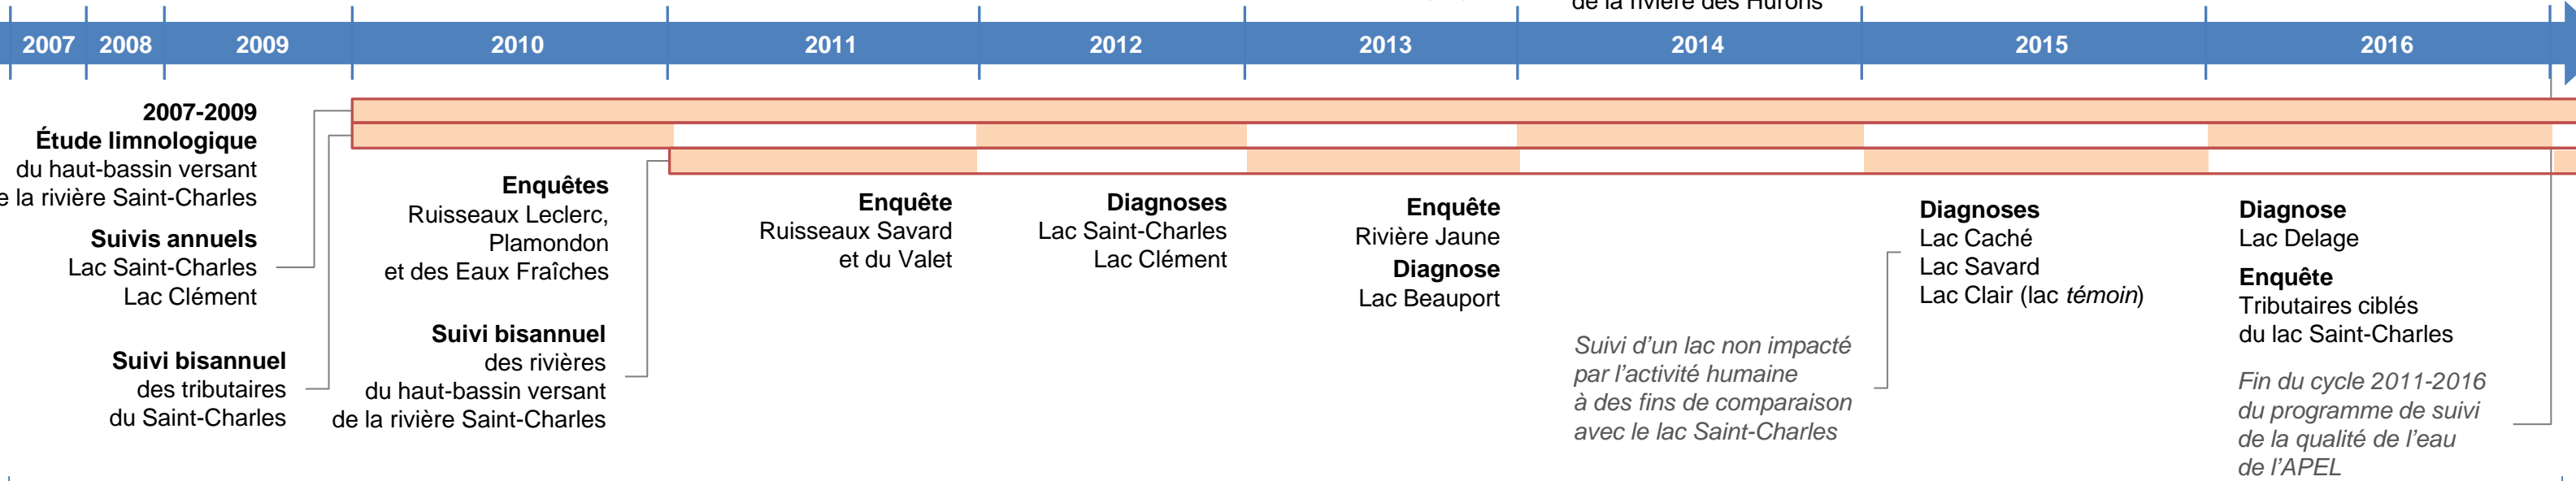 de la rivière des Hurons
2007 2008 2009 2010 2011 2012 2013 2014 2015 2016
2007-2009
Étude limnologique
du haut-bassin versant
la rivière Saint-Charles
Suivis annuels
Lac Saint-Charles
Lac Clément
Suivi bisannuel
des tributaires
du Saint-Charles
Enquêtes
Ruisseaux Leclerc,
Plamondon
et des Eaux Fraîches
Suivi bisannuel
des rivières
du haut-bassin versant
de la rivière Saint-Charles
Enquête
Ruisseaux Savard
et du Valet
Diagnoses
Lac Saint-Charles
Lac Clément
Enquête
Rivière Jaune
Diagnose
Lac Beauport
Suivi d’un lac non impacté
par l’activité humaine
à des fins de comparaison
avec le lac Saint-Charles
Diagnoses
Lac Caché
Lac Savard
Lac Clair (lac témoin)
Diagnose
Lac Delage
Enquête
Tributaires ciblés
du lac Saint-Charles
Fin du cycle 2011-2016
du programme de suivi
de la qualité de l’eau
de l’APEL